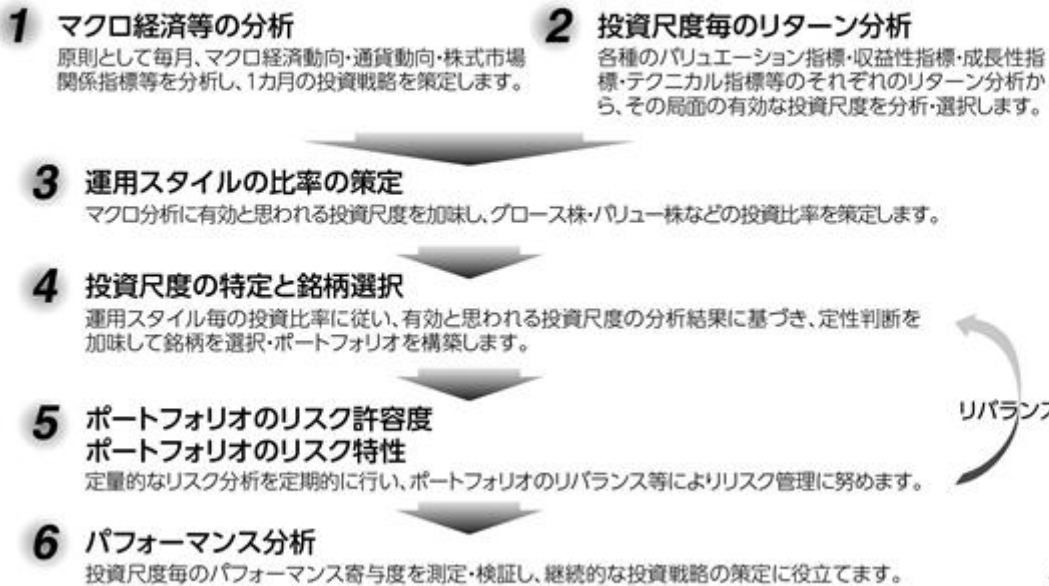 1 マクロ経済等の分析
原則として毎月、マクロ経済動向・通貨動向・株式市場
関係指標等を分析し、1カ月の投資戦略を策定します。
2 投資尺度毎のリターン分析
各種のバリュエーション指標・収益性指標・成長性指
標・テクニカル指標等のそれぞれのリターン分析か
ら、その局面の有効な投資尺度を分析・選択します。
3 運用スタイルの比率の策定
マクロ分析に有効と思われる投資尺度を加味し、グロース株・バリュー株などの投資比率を策定します。
4 投資尺度の特定と銘柄選択
運用スタイル毎の投資比率に従い、有効と思われる投資尺度の分析結果に基づき、定性判断を
加味して銘柄を選択・ポートフォリオを構築します。
5 ポートフォリオのリスク許容度
ポートフォリオのリスク特性
定量的なリスク分析を定期的に行い、ポートフォリオのリバランス等によりリスク管理に努めます。
リバランス
6 パフォーマンス分析
投資尺度毎のパフォーマンス寄与度を測定・検証し、継続的な投資戦略の策定に役立てます。